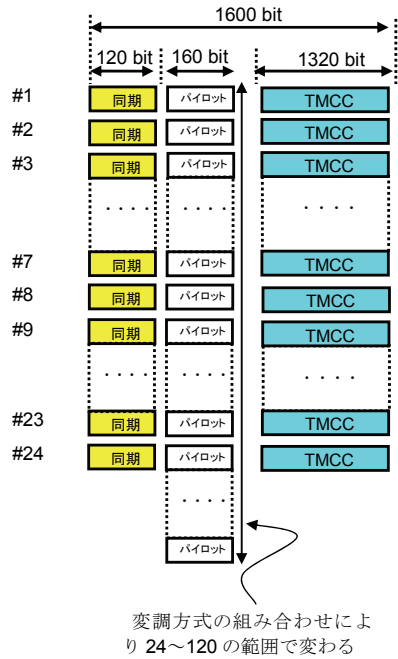 1600 bit
120 bit 160 bit 1320 bit
#1 同期 パイロット TMCC
#2 同期 パイロット TMCC
#3 同期 パイロット TMCC
・・・・ ・・・・ ・・・・
#7 同期 パイロット TMCC
#8 同期 パイロット TMCC
#9 同期 パイロット TMCC
・・・・ ・・・・ ・・・・
#23 同期 パイロット TMCC
#24 同期 パイロット TMCC
・・・・
パイロット
変調方式の組み合わせによ
り 24～120 の範囲で変わる